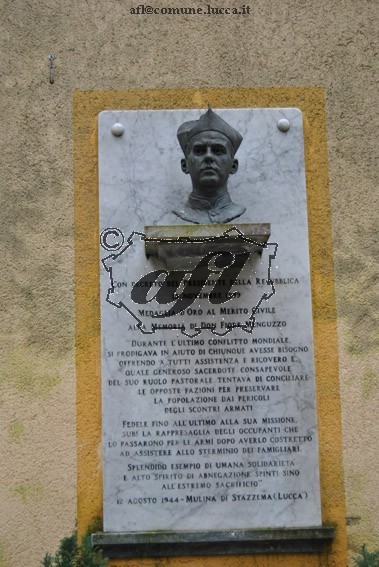 afl@comune.lucca.it
© afl
Con decreto del Presidente della Repubblica
Novembre 1999
Medaglia d'Oro al Merito Civile
alla Memoria di Don Fiore Menguzzo
"Durante l'ultimo conflitto mondiale
si prodigava in aiuto di chiunque avesse bisogno
offrendo a tutti assistenza e ricovero e
quale generoso sacerdote consapevole
del suo ruolo pastorale tentava di conciliare
le opposte fazioni per preservare
la popolazione dai pericoli
degli scontri armati
Fedele fino all'ultimo alla sua missione,
subì la rappresaglia degli occupanti che
lo passarono per le armi dopo averlo costretto
ad assistere allo sterminio dei famigliari.
Splendido esempio di umana solidarietà
e alto spirito di abnegazione spinti sino
all'estremo sacrificio"
12 agosto 1944 - Mulina di Stazzema (Lucca)